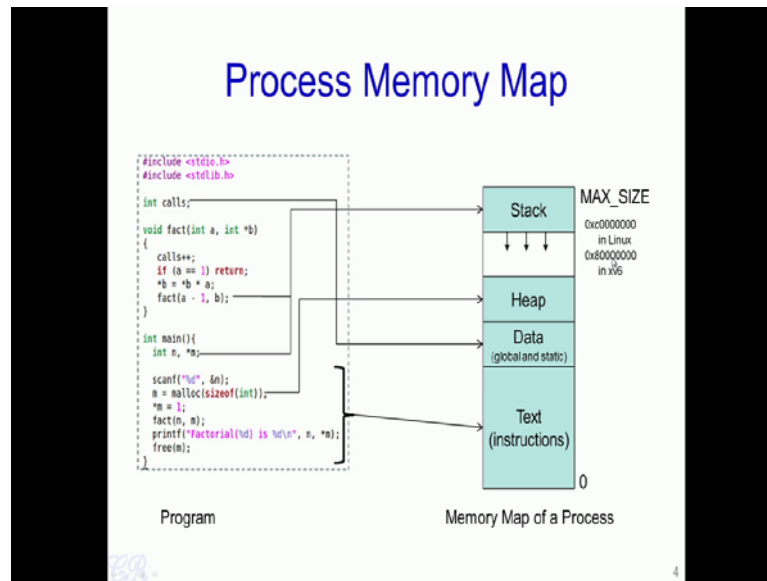 Process Memory Map
#include <stdio.h>
#include <stdlib.h>
int calls;
void fact(int a, int *b)
{
calls++;
if (a == 1) return;
*b = *b * a;
fact(a - 1, b);
}
int main(){
int n, *m;
scanf("%d", &n);
m = malloc(sizeof(int));
*m = 1;
fact(n, m);
printf("Factorial(%d) is %d\n", n, *m);
free(m);
}
Program
Stack
Heap
Data
(global and static)
Text
(instructions)
MAX_SIZE
0xc0000000
in Linux
0x80000000
in xv6
0
Memory Map of a Process
4